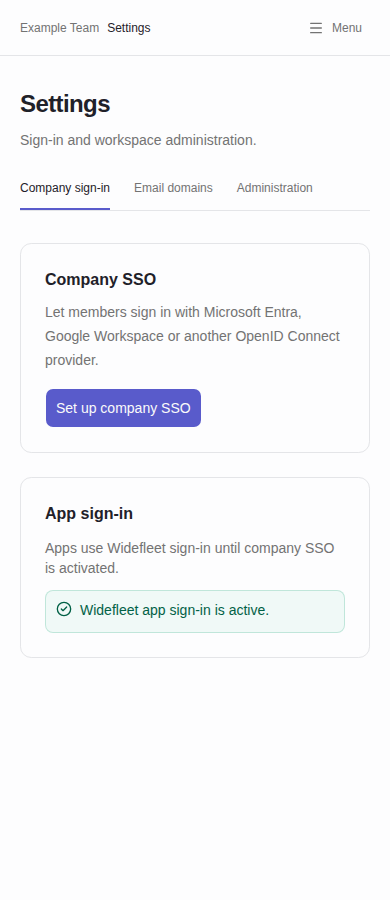 Example Team Settings Menu
Settings
Sign-in and workspace administration.
Company sign-in Email domains Administration
Company SSO
Let members sign in with Microsoft Entra,
Google Workspace or another OpenID Connect
provider.
Set up company SSO
App sign-in
Apps use Widefleet sign-in until company SSO
is activated.
Widefleet app sign-in is active.